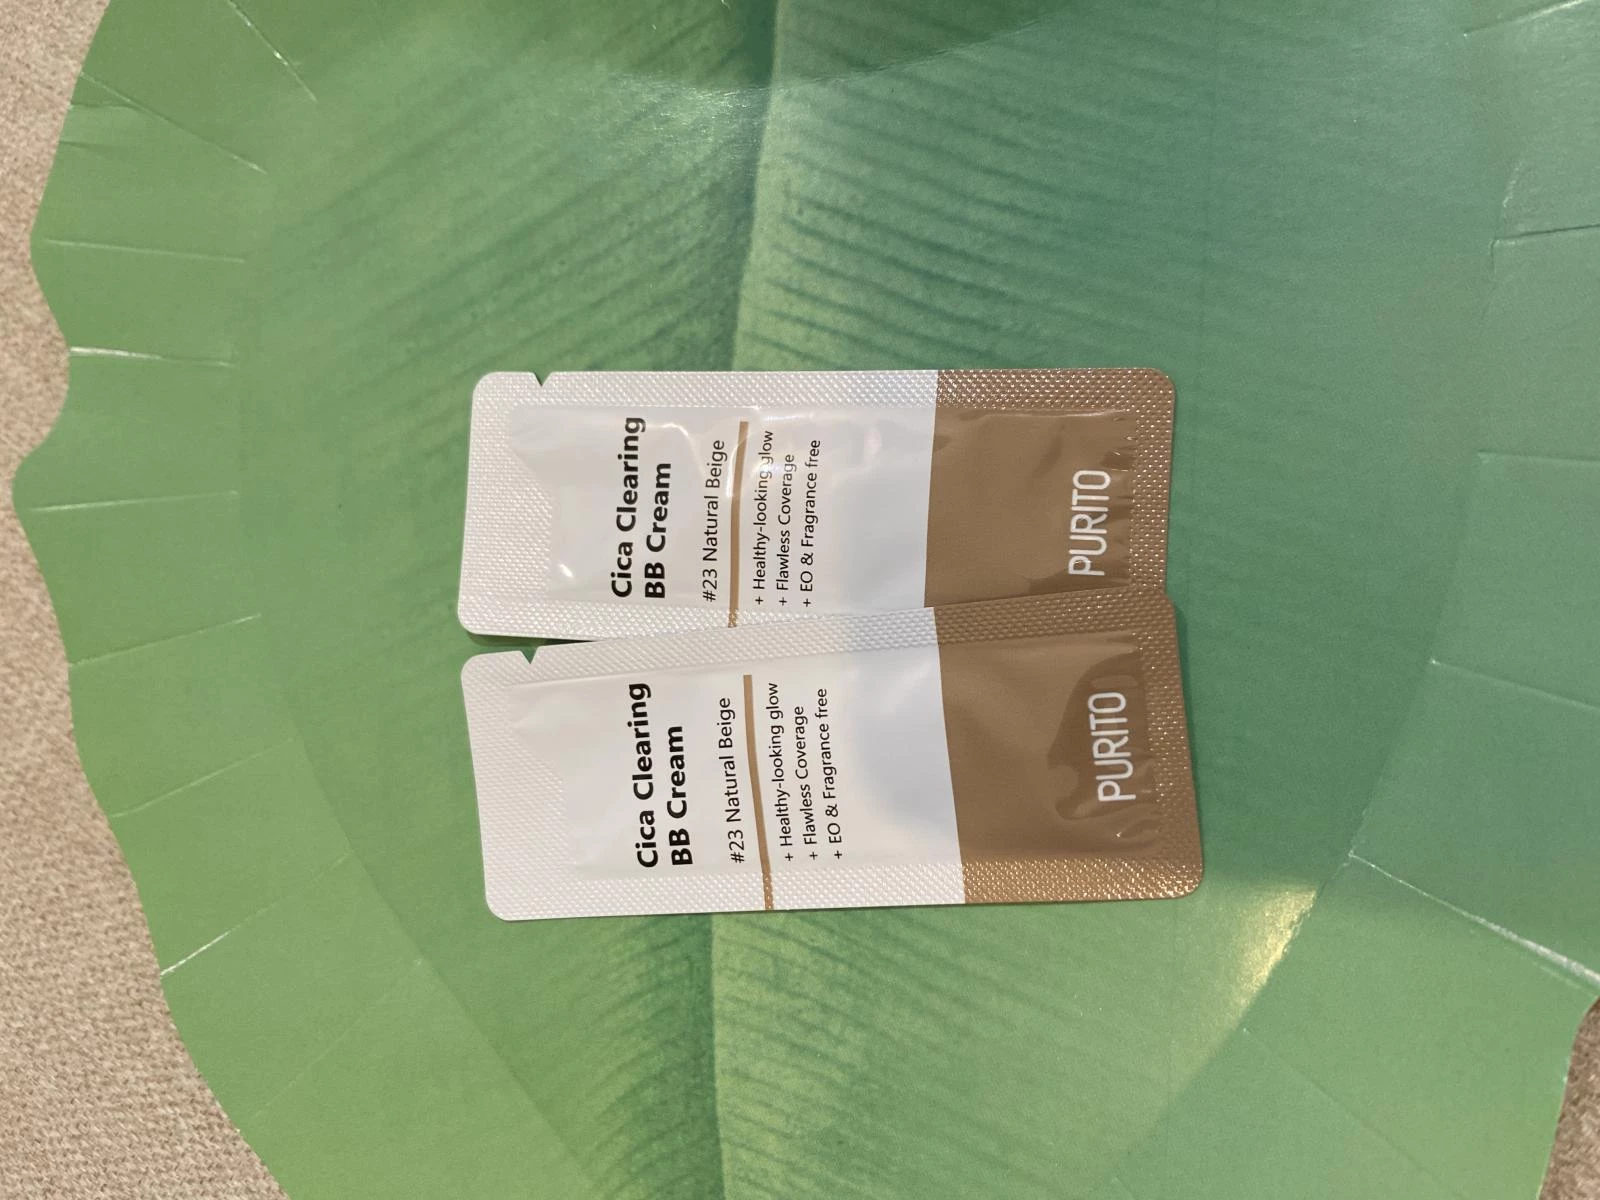 Cica Clearing
BB Cream
#23 Natural Beige
+ Healthy-looking glow
+ Flawless Coverage
+ EO & Fragrance free
PURITO
Cica Clearing
BB Cream
#23 Natural Beige
+ Healthy-looking glow
+ Flawless Coverage
+ EO & Fragrance free
PURITO